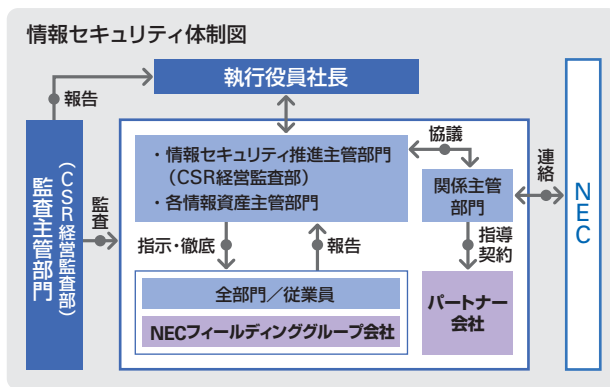 情報セキュリティ体制図
執行役員社長
報告
監査主管部門
(CSR経営監査部)
監査
・情報セキュリティ推進主管部門
(CSR経営監査部)
・各情報資産主管部門
協議
関係主管
部門
連絡
NEC
指示・徹底
報告
指導
契約
全部門／従業員
NECフィールディンググループ会社
パートナー
会社